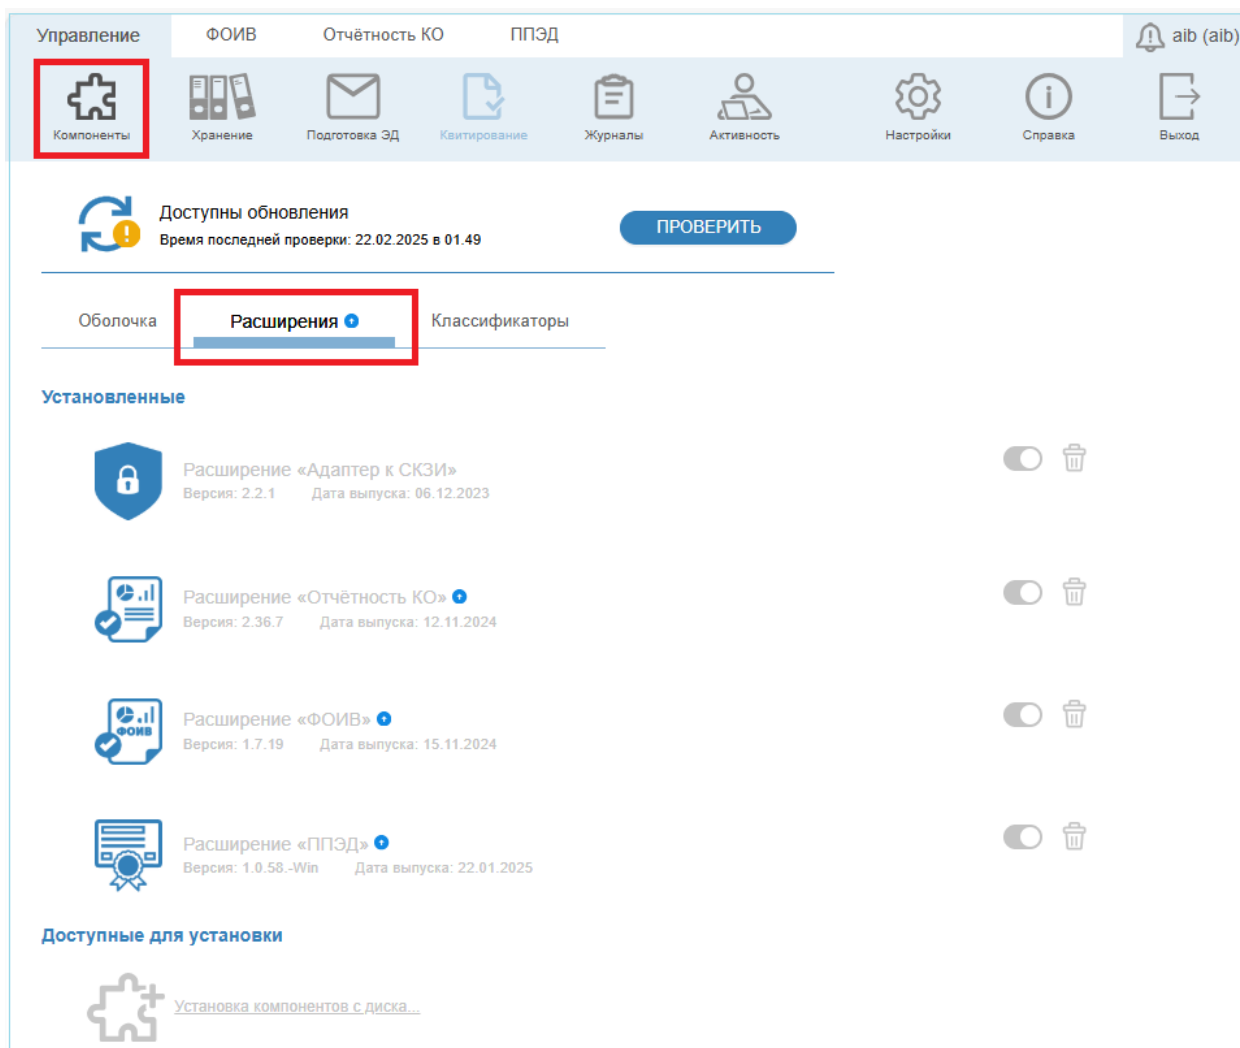 Управление ФОИВ Отчётность КО ППЭД aib (aib)
Компоненты Хранение Подготовка ЭД Квитирование Журналы Активность Настройки Справка Выход
Доступны обновления
Время последней проверки: 22.02.2025 в 01.49
ПРОВЕРИТЬ
Оболочка Расширения Классификаторы
Установленные
Расширение «Адаптер к СКЗИ»
Версия: 2.2.1 Дата выпуска: 06.12.2023
Расширение «Отчётность КО»
Версия: 2.36.7 Дата выпуска: 12.11.2024
ФОИВ
Расширение «ФОИВ»
Версия: 1.7.19 Дата выпуска: 15.11.2024
Расширение «ППЭД»
Версия: 1.0.58.-Win Дата выпуска: 22.01.2025
Доступные для установки
Установка компонентов с диска...